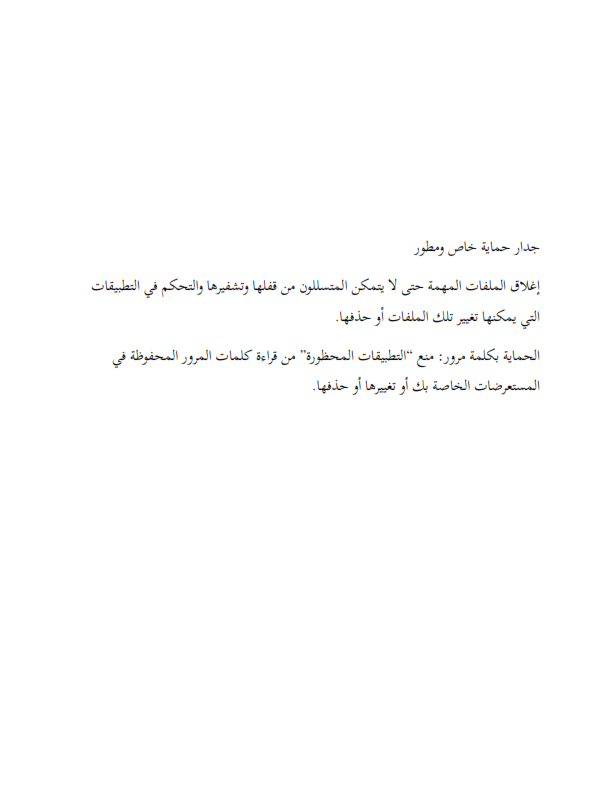 جدار حماية خاص ومطور
إغلاق الملفات المهمة حتى لا يتمكن المتسللون من قفلها وتشفيرها والتحكم في التطبيقات
التي يمكنها تغيير تلك الملفات أو حذفها.
الحماية بكلمة مرور: منع “التطبيقات المحظورة” من قراءة كلمات المرور المحفوظة في
المستعرضات الخاصة بك أو تغييرها أو حذفها.